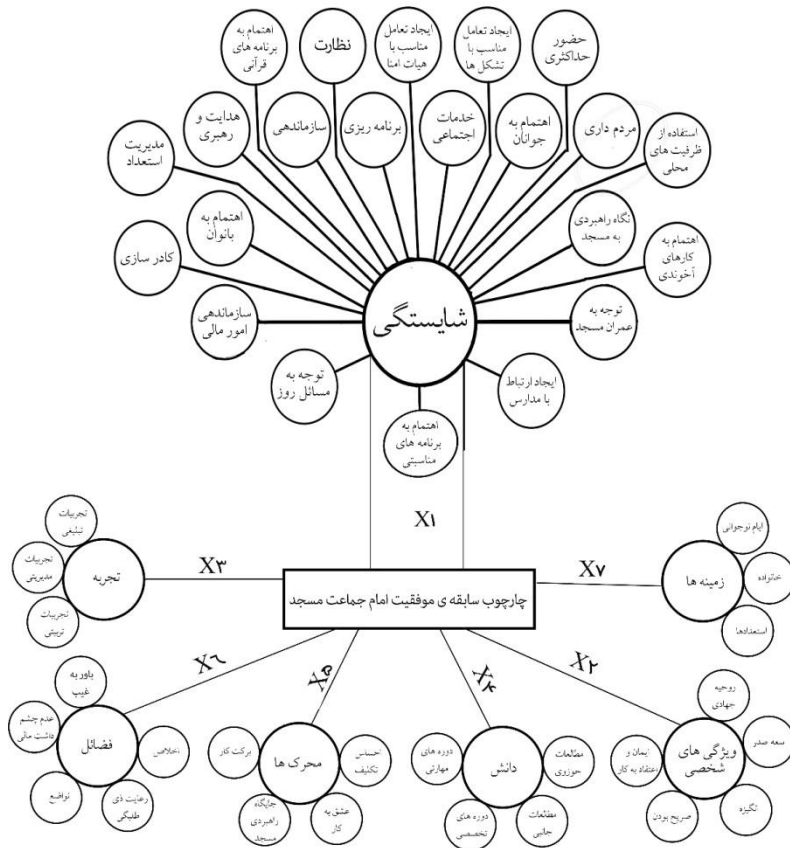 حضور
حداکثری
ایجاد تعامل
مناسب با
تشکل ها
ایجاد تعامل
مناسب با
هیات امنا
نظارت
اهتمام به
برنامه های
قرآنی
استفاده از
ظرفیت های
محلی
مردم داری
اهتمام به
جوانان
خدمات
اجتماعی
برنامه ریزی
سازماندهی
هدایت و
رهبری
مدیریت
استعداد
اهتمام به
کارهای
آخوندی
نگاه راهبردی
به مسجد
اهتمام به
بانوان
کادر سازی
توجه به
عمران مسجد
شایستگی
سازماندهی
امور مالی
ایجاد ارتباط
با مدارس
توجه به
مسائل روز
اهتمام به
برنامه های
مناسبتی
X۱
چارچوب سابقه ی موفقیت امام جماعت مسجد
X۷
زمینه ها
ایام نوجوانی
خانواده
استعدادها
X۳
تجربه
تجربیات
تبلیغی
تجربیات
مدیریتی
تجربیات
تربیتی
X۲
ویژگی های
شخصی
روحیه
جهادی
سعه صدر
انگیزه
صریح بودن
ایمان و
اعتقاد به کار
X۴
دانش
مطالعات
حوزوی
مطالعات
جانبی
دوره های
تخصصی
دوره های
مهارتی
X۵
محرک ها
احساس
تکلیف
عشق به
کار
جایگاه
راهبردی
مسجد
برکت کار
X٦
فضائل
باور به
غیب
عدم چشم
داشت مالی
تواضع
رعایت ذی
طلبگی
اخلاص